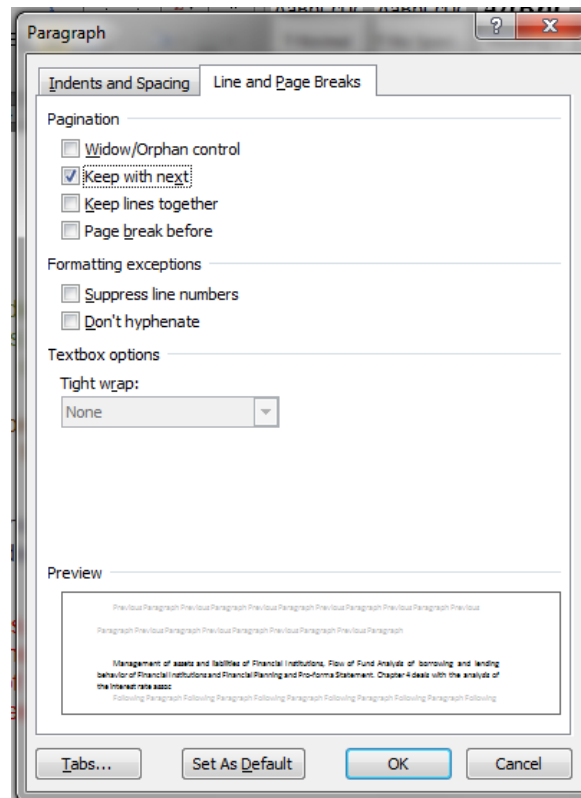 Paragraph
Indents and Spacing
Line and Page Breaks
Pagination
Widow/Orphan control
Keep with next
Keep lines together
Page break before
Formatting exceptions
Suppress line numbers
Don't hyphenate
Textbox options
Tight wrap:
None
Preview
Previous Paragraph Previous Paragraph Previous Paragraph Previous Paragraph Previous Paragraph Previous
Paragraph Previous Paragraph Previous Paragraph Previous Paragraph Previous Paragraph
Management of assets and liabilities of Financial Institutions, Flow of Fund Analysis of borrowing and lending
behavior of Financial Institutions and Financial Planning and Pro-forma Statement. Chapter 4 deals with the analysis of
the interest rate assoc
Following Paragraph Following Paragraph Following Paragraph Following Paragraph Following Paragraph Following
Tabs...
Set As Default
OK
Cancel